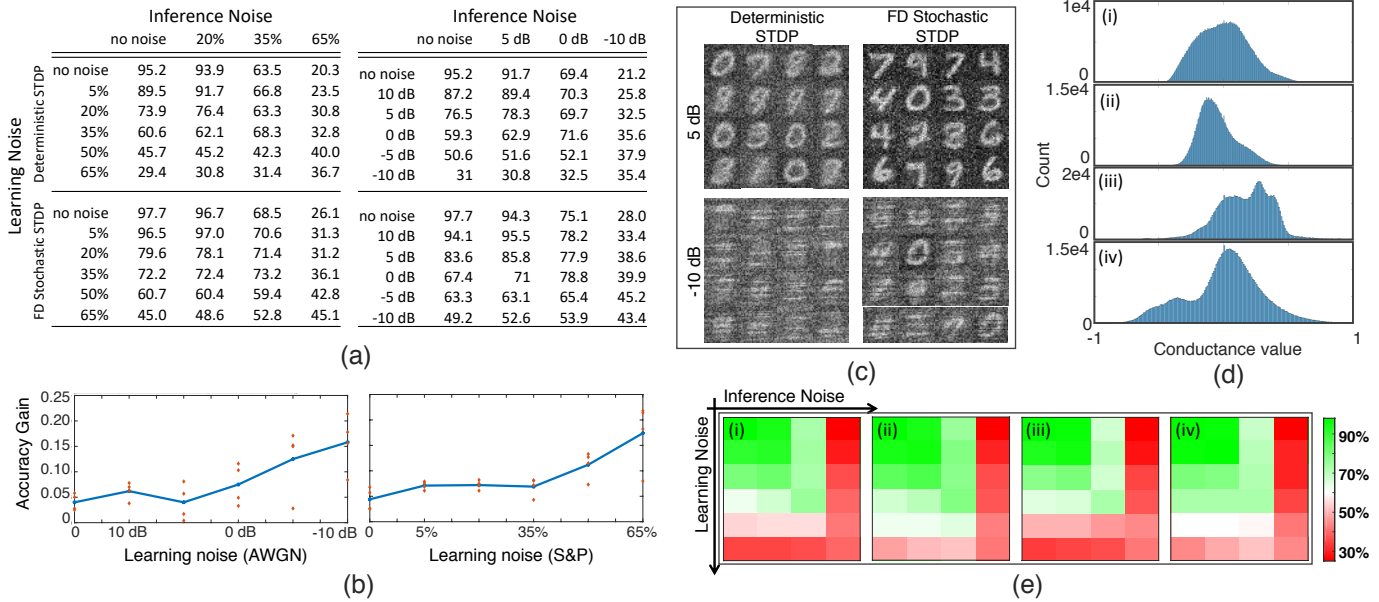 Inference Noise
no noise 20% 35% 65%
Learning Noise
Deterministic STDP
no noise 95.2 93.9 63.5 20.3
5% 89.5 91.7 66.8 23.5
20% 73.9 76.4 63.3 30.8
35% 60.6 62.1 68.3 32.8
50% 45.7 45.2 42.3 40.0
65% 29.4 30.8 31.4 36.7
FD Stochastic STDP
no noise 97.7 96.7 68.5 26.1
5% 96.5 97.0 70.6 31.3
20% 79.6 78.1 71.4 31.2
35% 72.2 72.4 73.2 36.1
50% 60.7 60.4 59.4 42.8
65% 45.0 48.6 52.8 45.1
Inference Noise
no noise 5 dB 0 dB -10 dB
no noise 95.2 91.7 69.4 21.2
10 dB 87.2 89.4 70.3 25.8
5 dB 76.5 78.3 69.7 32.5
0 dB 59.3 62.9 71.6 35.6
-5 dB 50.6 51.6 52.1 37.9
-10 dB 31 30.8 32.5 35.4
no noise 97.7 94.3 75.1 28.0
10 dB 94.1 95.5 78.2 33.4
5 dB 83.6 85.8 77.9 38.6
0 dB 67.4 71 78.8 39.9
-5 dB 63.3 63.1 65.4 45.2
-10 dB 49.2 52.6 53.9 43.4
(a)
Accuracy Gain
0.25
0.20
0.15
0.10
0.05
0
0 10 dB 0 dB -10 dB
Learning noise (AWGN)
0 5% 35% 65%
Learning noise (S&P)
(b)
Deterministic
STDP
FD Stochastic
STDP
5 dB
-10 dB
(c)
Count
1e4
(i)
0
1.5e4
(ii)
0
2e4
(iii)
0
1.5e4
(iv)
0
-1 1
Conductance value
(d)
Inference Noise
Learning Noise
(i) (ii) (iii) (iv)
90%
70%
50%
30%
(e)